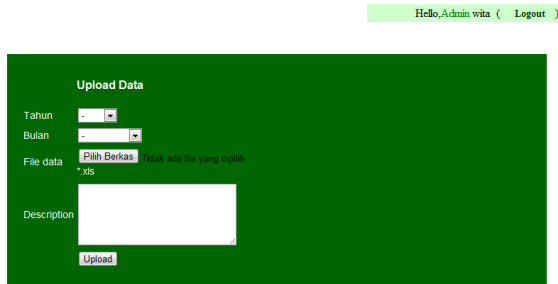 Hello,Admin wita ( Logout )
Upload Data
Tahun -
Bulan -
File data Pilih Berkas Tidak ada file yang dipilih
*.xls
Description
Upload